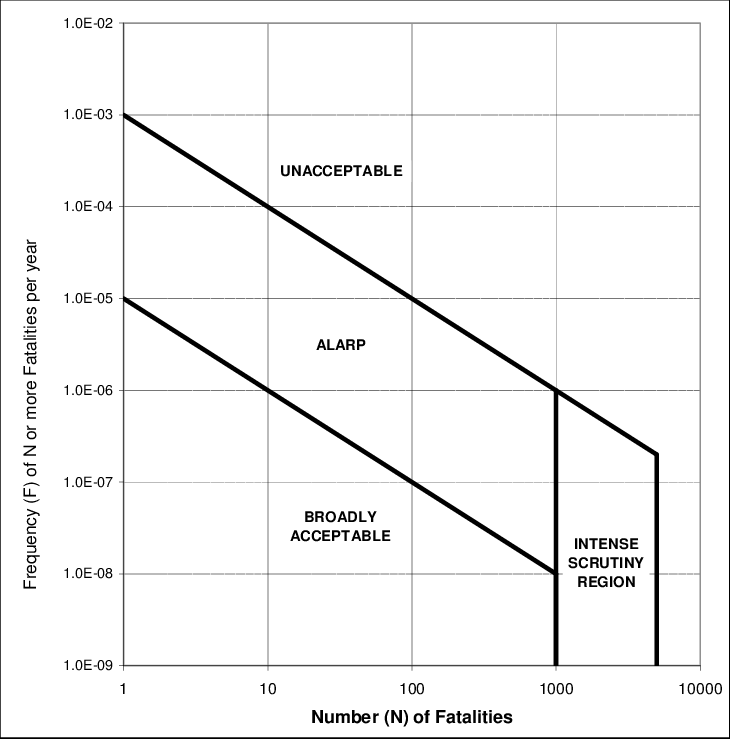 1.0E-02
1.0E-03
UNACCEPTABLE
1.0E-04
1.0E-05
ALARP
1.0E-06
1.0E-07
BROADLY
ACCEPTABLE
INTENSE
SCRUTINY
REGION
1.0E-08
1.0E-09
Frequency (F) of N or more Fatalities per year
1 10 100 1000 10000
Number (N) of Fatalities